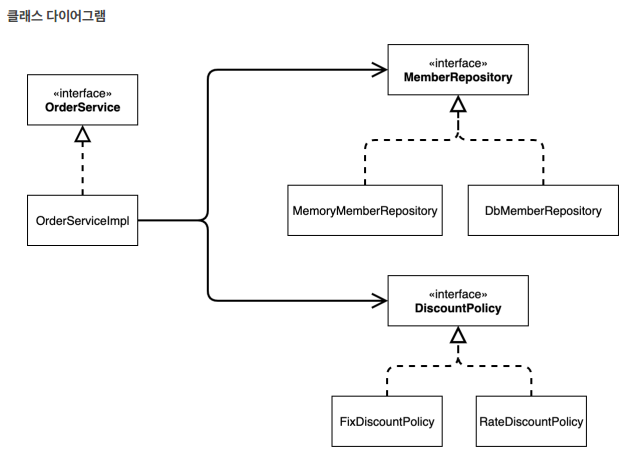 클래스 다이어그램
«interface»
OrderService
OrderServiceImpl
«interface»
MemberRepository
MemoryMemberRepository
DbMemberRepository
«interface»
DiscountPolicy
FixDiscountPolicy
RateDiscountPolicy